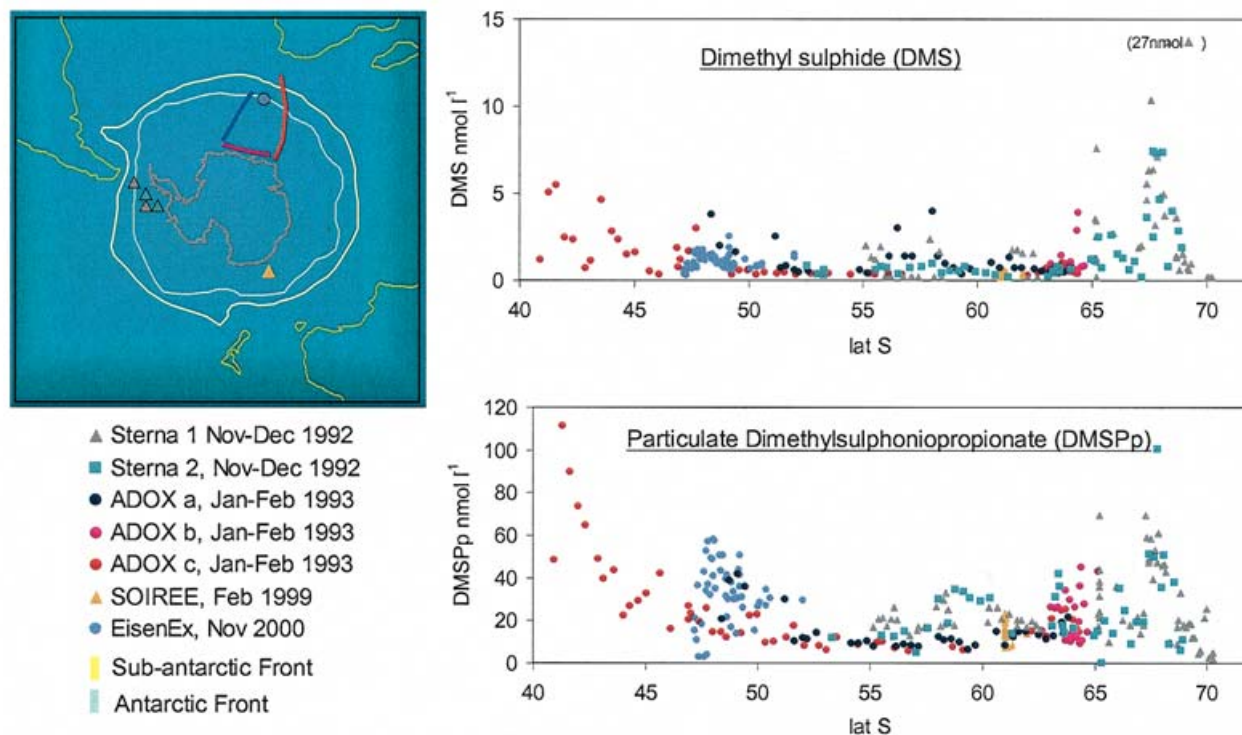 ▲ Sterna 1 Nov-Dec 1992
■ Sterna 2, Nov-Dec 1992
● ADOX a, Jan-Feb 1993
● ADOX b, Jan-Feb 1993
● ADOX c, Jan-Feb 1993
▲ SOIREE, Feb 1999
● EisenEx, Nov 2000
Sub-antarctic Front
Antarctic Front
Dimethyl sulphide (DMS)
(27nmol▲ )
DMS nmol l⁻¹
15
10
5
0
40 45 50 55 60 65 70
lat S
Particulate Dimethylsulphoniopropionate (DMSPp)
DMSPp nmol l⁻¹
120
100
80
60
40
20
0
40 45 50 55 60 65 70
lat S